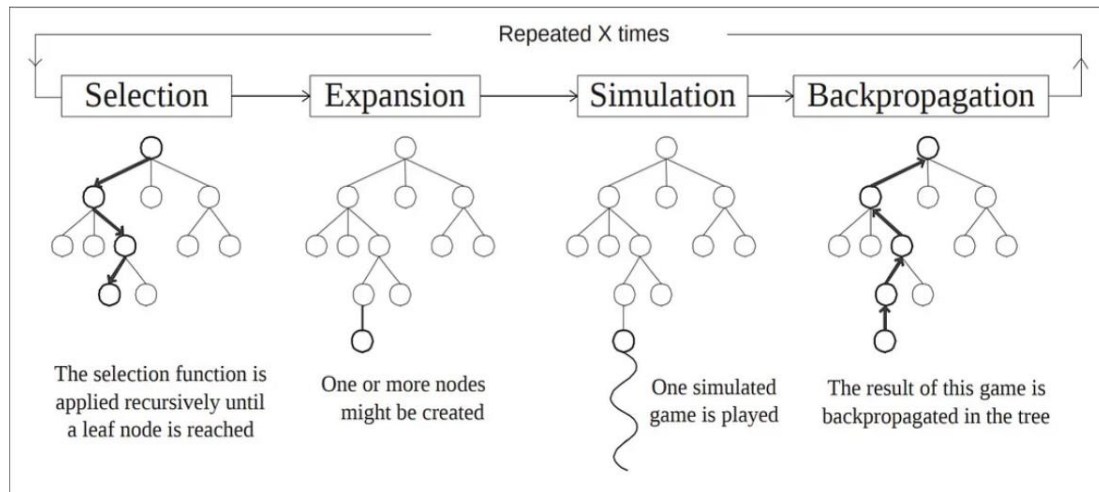 Repeated X times
Selection
Expansion
Simulation
Backpropagation
The selection function is
applied recursively until
a leaf node is reached
One or more nodes
might be created
One simulated
game is played
The result of this game is
backpropagated in the tree